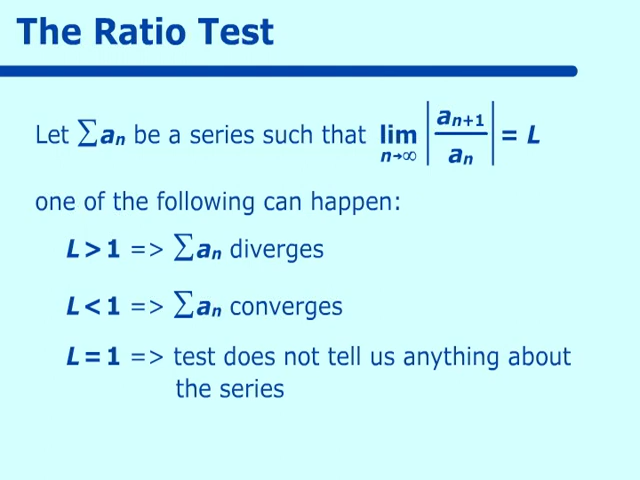 The Ratio Test
Let ∑aₙ be a series such that lim n→∞ |aₙ₊₁/aₙ| = L
one of the following can happen:
L > 1 => ∑aₙ diverges
L < 1 => ∑aₙ converges
L = 1 => test does not tell us anything about
the series